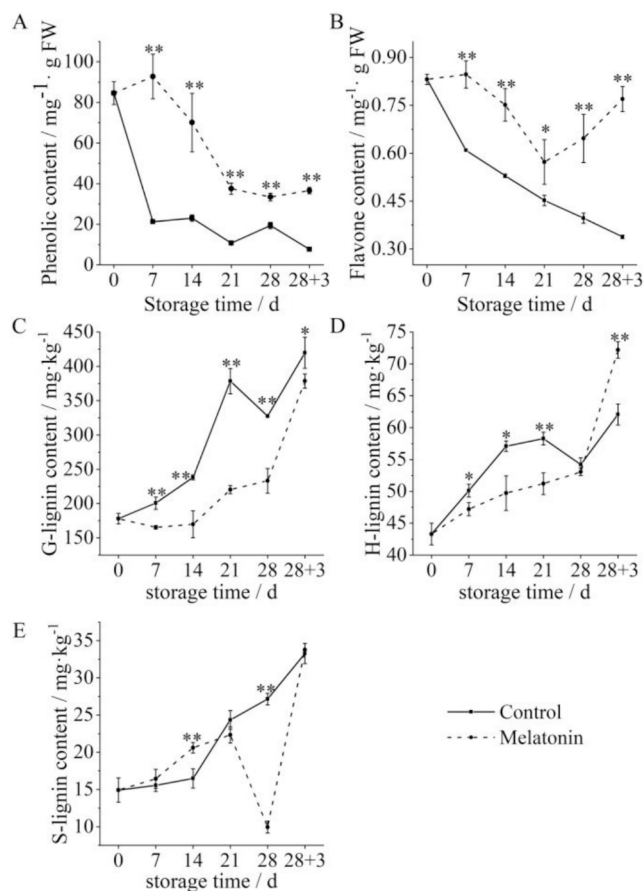 A
Phenolic content / mg⁻¹· g FW
100
80
60
40
20
0
** ** ** ** **
0 7 14 21 28 28+3
Storage time / d
B
Flavone content / mg⁻¹· g FW
0.90
0.75
0.60
0.45
0.30
** ** * ** **
0 7 14 21 28 28+3
Storage time / d
C
G-lignin content / mg·kg⁻¹
450
400
350
300
250
200
150
** ** ** ** *
0 7 14 21 28 28+3
storage time / d
D
H-lignin content / mg·kg⁻¹
75
70
65
60
55
50
45
40
* * ** **
0 7 14 21 28 28+3
storage time / d
E
S-lignin content / mg·kg⁻¹
35
30
25
20
15
10
** **
0 7 14 21 28 28+3
storage time / d
Control
Melatonin